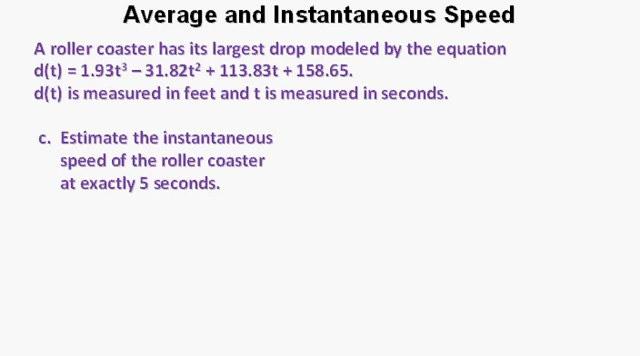 Average and Instantaneous Speed
A roller coaster has its largest drop modeled by the equation
d(t) = 1.93t³ – 31.82t² + 113.83t + 158.65.
d(t) is measured in feet and t is measured in seconds.
c. Estimate the instantaneous
speed of the roller coaster
at exactly 5 seconds.